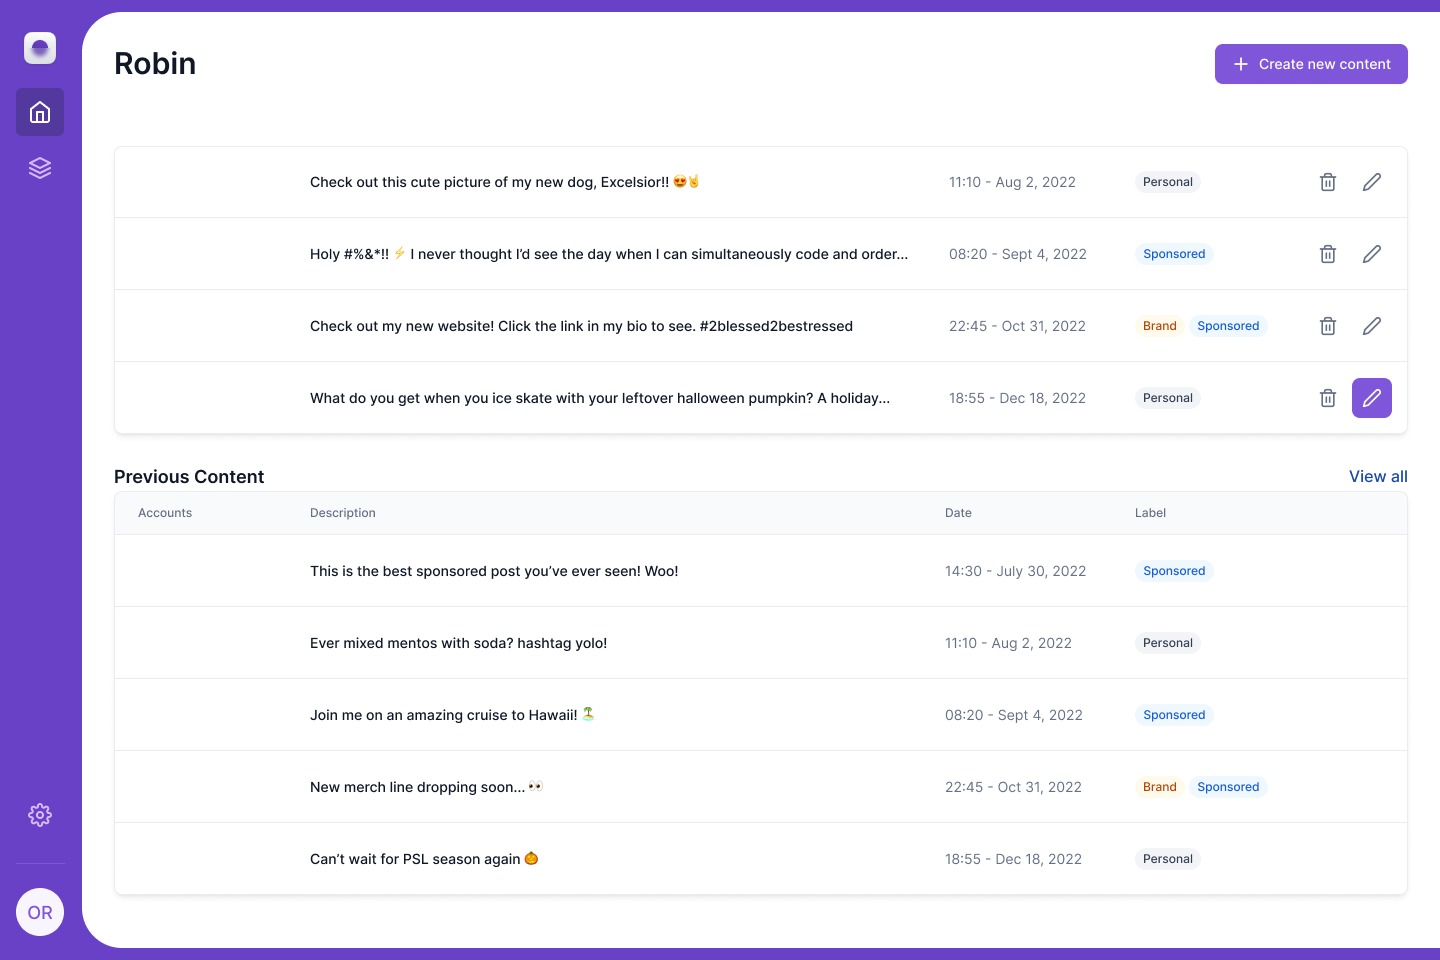 Robin
Create new content
Check out this cute picture of my new dog, Excelsior!! 😍🤘 11:10 - Aug 2, 2022 Personal
Holy #%&*!! ⚡ I never thought I’d see the day when I can simultaneously code and order... 08:20 - Sept 4, 2022 Sponsored
Check out my new website! Click the link in my bio to see. #2blessed2bestressed 22:45 - Oct 31, 2022 Brand Sponsored
What do you get when you ice skate with your leftover halloween pumpkin? A holiday... 18:55 - Dec 18, 2022 Personal
Previous Content View all
Accounts Description Date Label
This is the best sponsored post you’ve ever seen! Woo! 14:30 - July 30, 2022 Sponsored
Ever mixed mentos with soda? hashtag yolo! 11:10 - Aug 2, 2022 Personal
Join me on an amazing cruise to Hawaii! 🏝️ 08:20 - Sept 4, 2022 Sponsored
New merch line dropping soon... 👀 22:45 - Oct 31, 2022 Brand Sponsored
Can’t wait for PSL season again 🎃 18:55 - Dec 18, 2022 Personal
OR